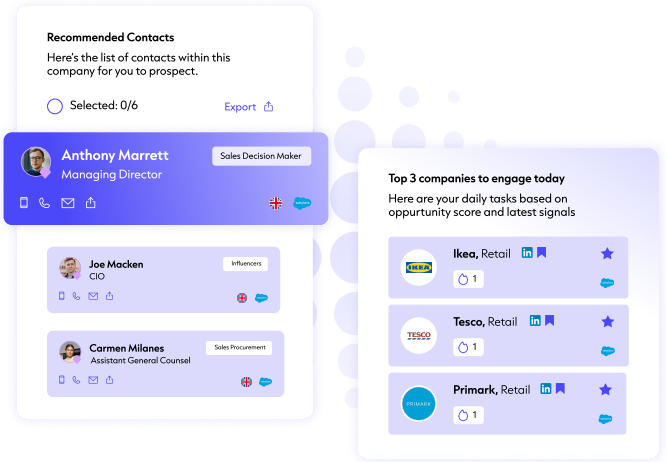 Recommended Contacts
Here's the list of contacts within this
company for you to prospect.
Selected: 0/6
Export
Anthony Marrett
Sales Decision Maker
Managing Director
Joe Macken
Influencers
CIO
Carmen Milanes
Sales Procurement
Assistant General Counsel
Top 3 companies to engage today
Here are your daily tasks based on
oppurtunity score and latest signals
IKEA
Ikea, Retail
in
1
TESCO
Tesco, Retail
in
1
PRIMARK
Primark, Retail
in
1